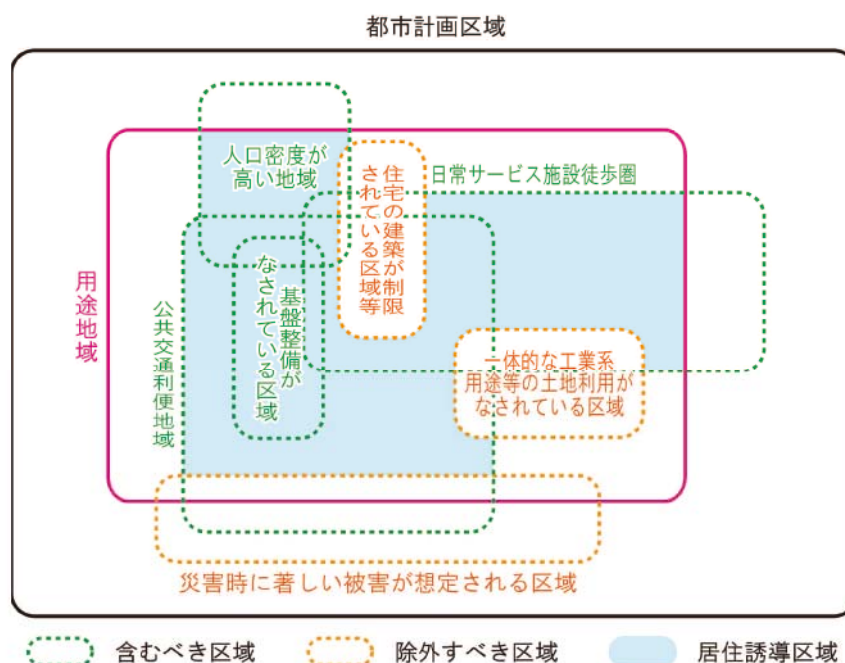 都市計画区域
人口密度が
高い地域
住宅の建築が制限
されている区域等
日常サービス施設徒歩圏
用途地域
公共交通利便地域
基盤整備が
なされている区域
一体的な工業系
用途等の土地利用が
なされている区域
災害時に著しい被害が想定される区域
含むべき区域
除外すべき区域
居住誘導区域